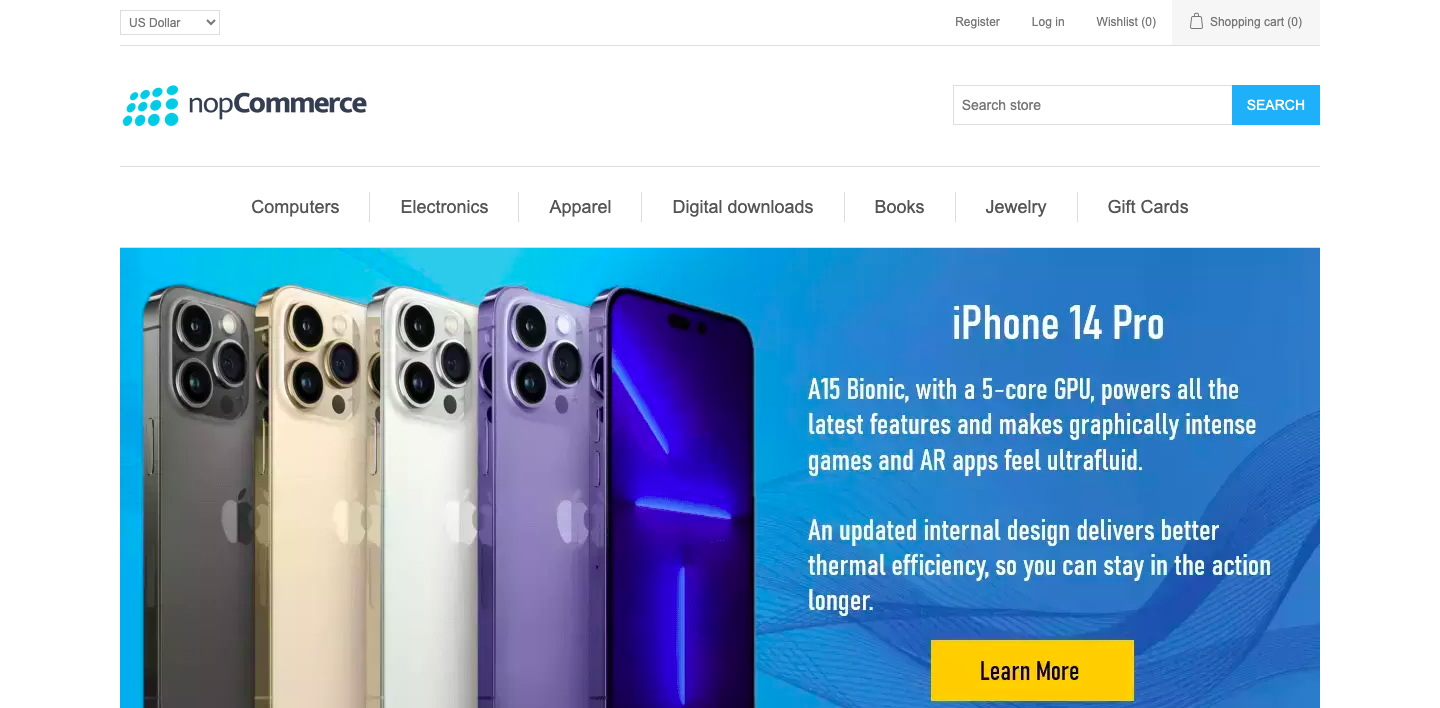 US Dollar
Register
Log in
Wishlist (0)
Shopping cart (0)
nopCommerce
Search store
SEARCH
Computers
Electronics
Apparel
Digital downloads
Books
Jewelry
Gift Cards
iPhone 14 Pro
A15 Bionic, with a 5-core GPU, powers all the
latest features and makes graphically intense
games and AR apps feel ultrafluid.
An updated internal design delivers better
thermal efficiency, so you can stay in the action
longer.
Learn More